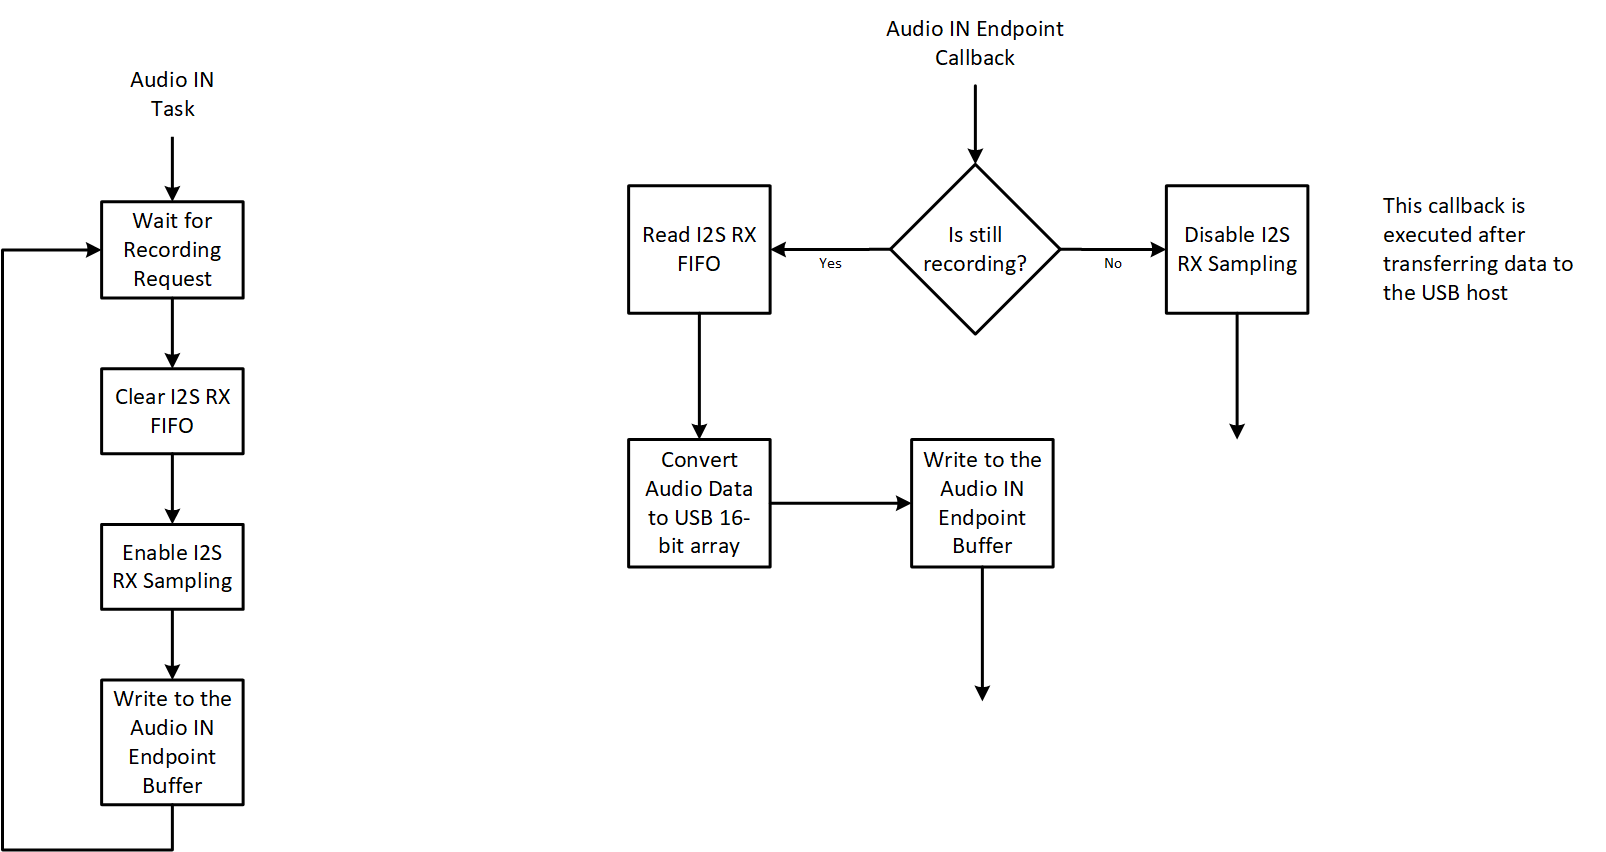 Audio IN
Task
Wait for
Recording
Request
Clear I2S RX
FIFO
Enable I2S
RX Sampling
Write to the
Audio IN
Endpoint
Buffer
Audio IN Endpoint
Callback
Is still
recording?
Yes
No
Read I2S RX
FIFO
Convert
Audio Data
to USB 16-
bit array
Write to the
Audio IN
Endpoint
Buffer
Disable I2S
RX Sampling
This callback is
executed after
transferring data to
the USB host